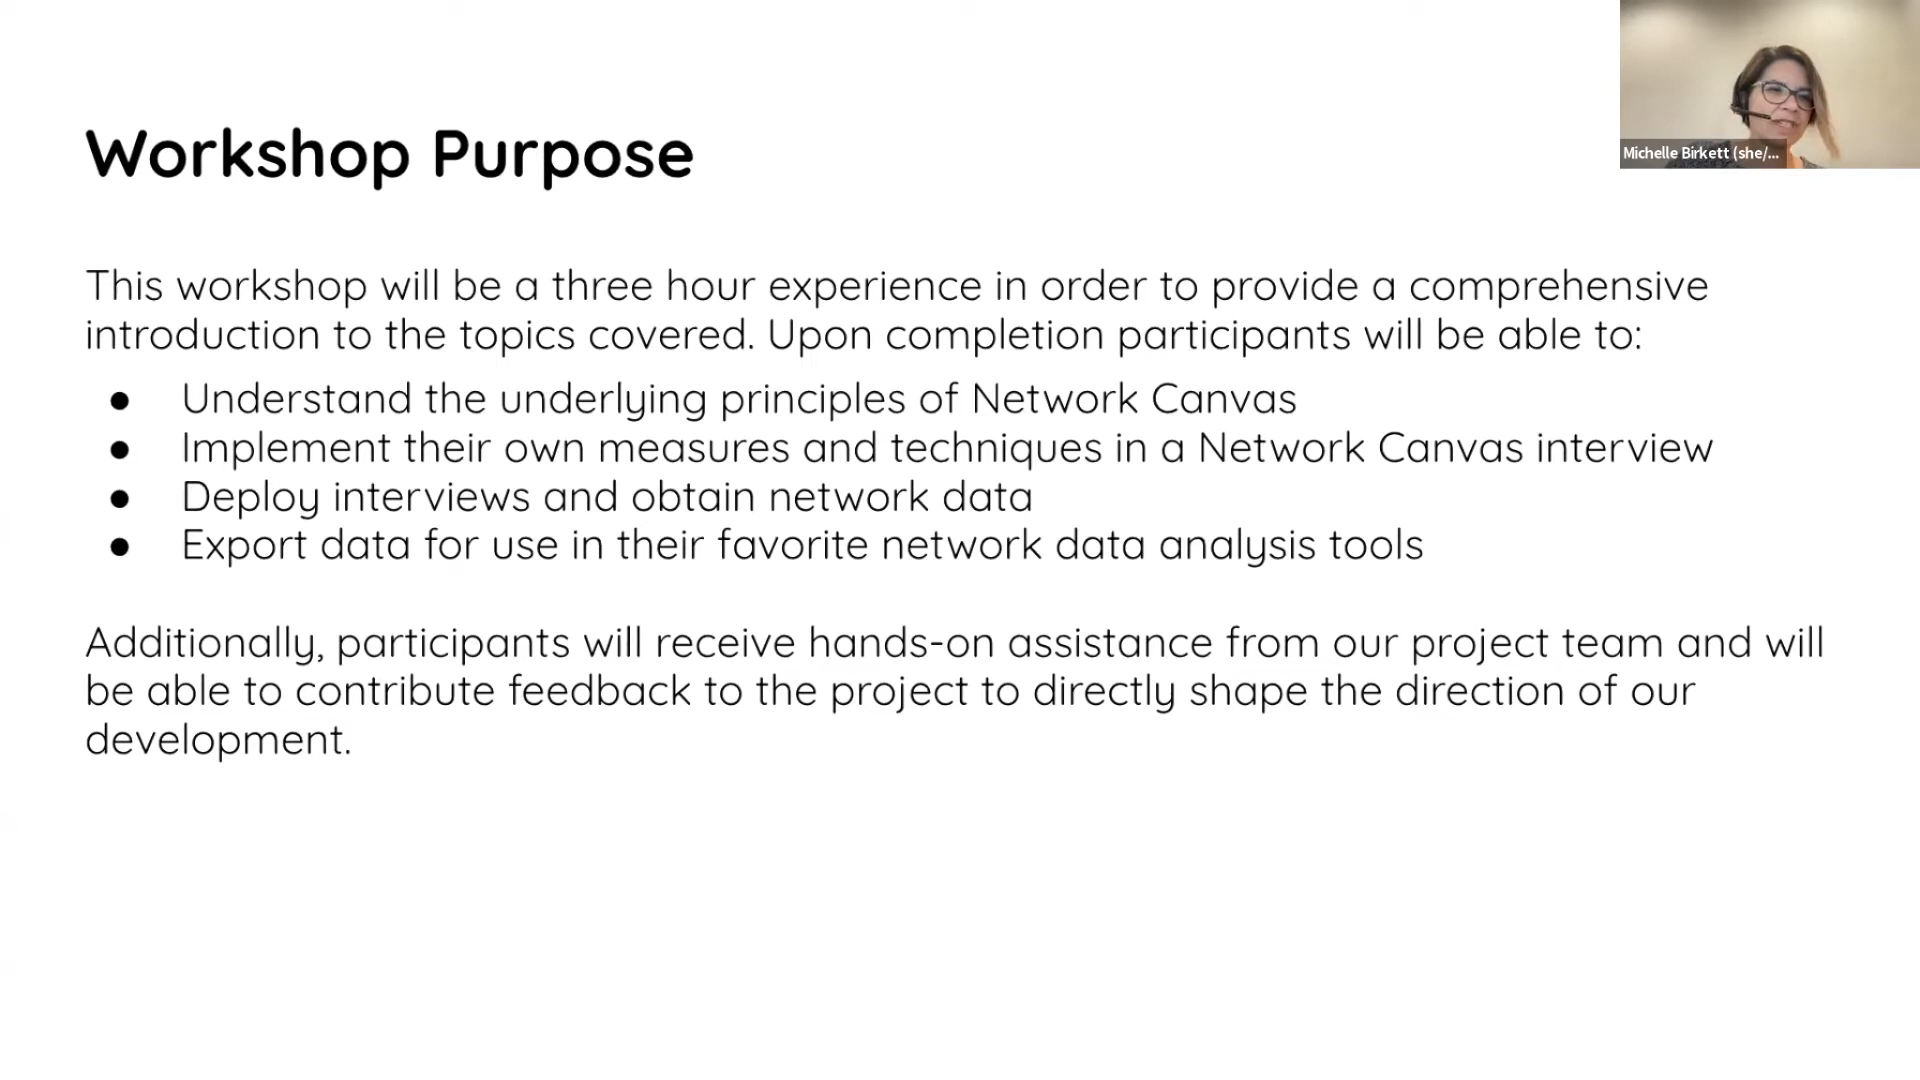 Workshop Purpose
Michelle Birkett (she/...
This workshop will be a three hour experience in order to provide a comprehensive
introduction to the topics covered. Upon completion participants will be able to:
● Understand the underlying principles of Network Canvas
● Implement their own measures and techniques in a Network Canvas interview
● Deploy interviews and obtain network data
● Export data for use in their favorite network data analysis tools
Additionally, participants will receive hands-on assistance from our project team and will
be able to contribute feedback to the project to directly shape the direction of our
development.